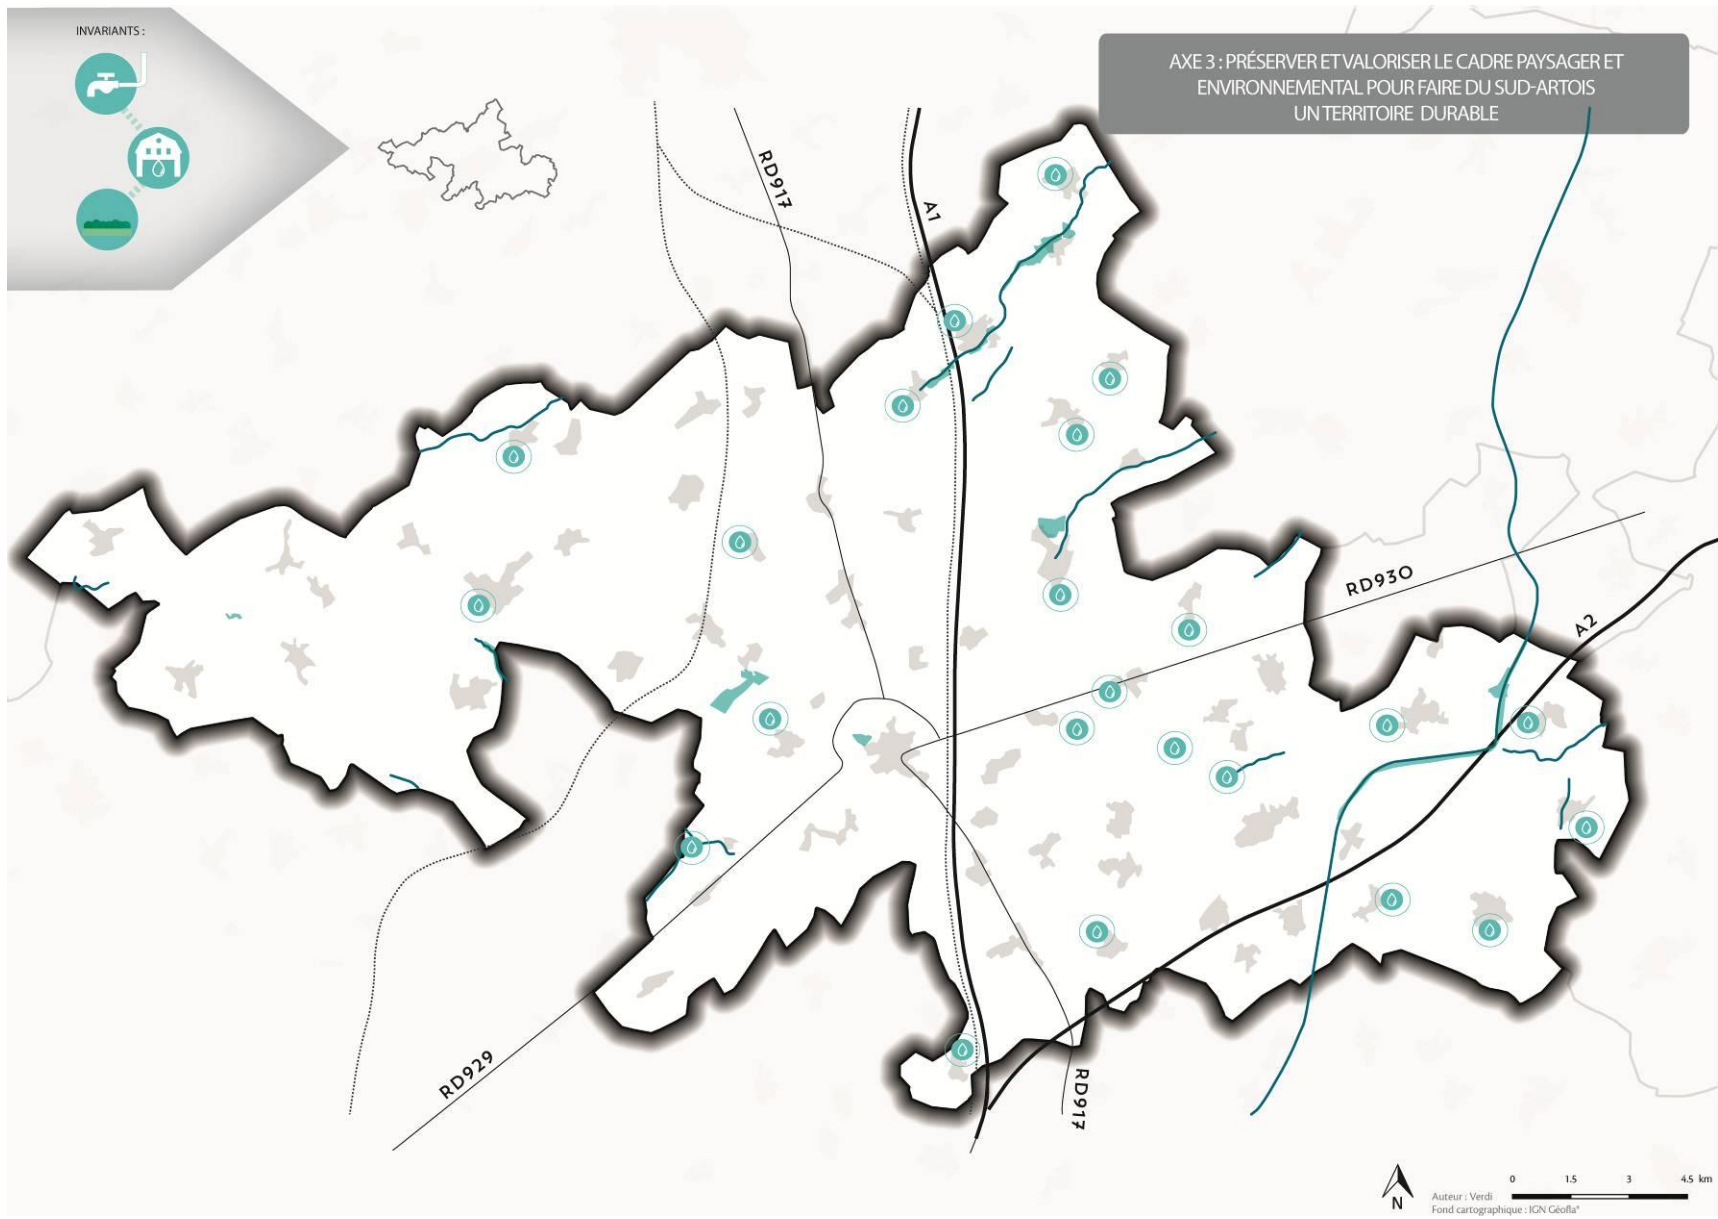 INVARIANTS :
AXE 3 : PRÉSERVER ET VALORISER LE CADRE PAYSAGER ET
ENVIRONNEMENTAL POUR FAIRE DU SUD-ARTOIS
UN TERRITOIRE DURABLE
RD917
A1
RD930
A2
RD929
RD917
N
0 1.5 3 4.5 km
Auteur : Verdi
Fond cartographique : IGN Géofla®